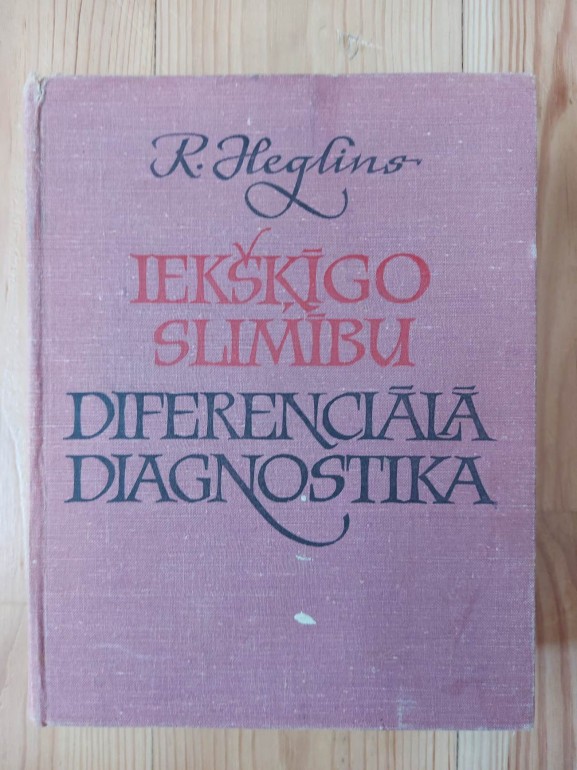 R. Heglins
IEKŠĶĪGO
SLIMĪBU
DIFERENCIĀLĀ
DIAGNOSTIKA